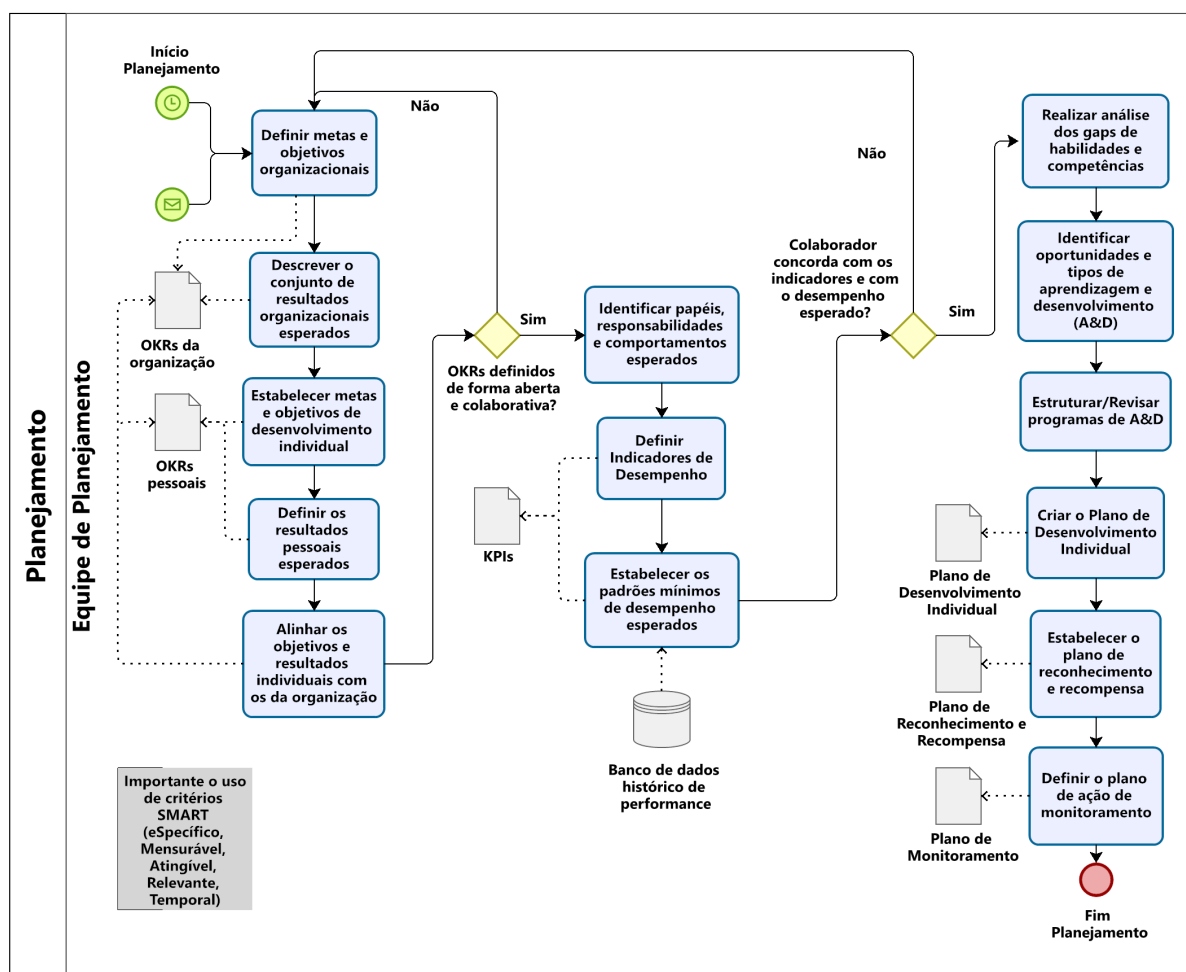 Planejamento
Equipe de Planejamento
Início
Planejamento
Definir metas e
objetivos
organizacionais
Descrever o
conjunto de
resultados
organizacionais
esperados
OKRs da
organização
Estabelecer metas
e objetivos de
desenvolvimento
individual
OKRs
pessoais
Definir os
resultados
pessoais
esperados
Alinhar os
objetivos e
resultados
individuais com
os da organização
Importante o uso
de critérios
SMART
(eSpecífico,
Mensurável,
Atingível,
Relevante,
Temporal)
Não
Sim
OKRs definidos
de forma aberta
e colaborativa?
Identificar papéis,
responsabilidades
e comportamentos
esperados
Definir
Indicadores de
Desempenho
KPIs
Estabelecer os
padrões mínimos
de desempenho
esperados
Banco de dados
histórico de
performance
Não
Colaborador
concorda com os
indicadores e com
o desempenho
esperado?
Sim
Realizar análise
dos gaps de
habilidades e
competências
Identificar
oportunidades e
tipos de
aprendizagem e
desenvolvimento
(A&D)
Estruturar/Revisar
programas de A&D
Criar o Plano de
Desenvolvimento
Individual
Plano de
Desenvolvimento
Individual
Estabelecer o
plano de
reconhecimento
e recompensa
Plano de
Reconhecimento e
Recompensa
Definir o plano
de ação de
monitoramento
Plano de
Monitoramento
Fim
Planejamento